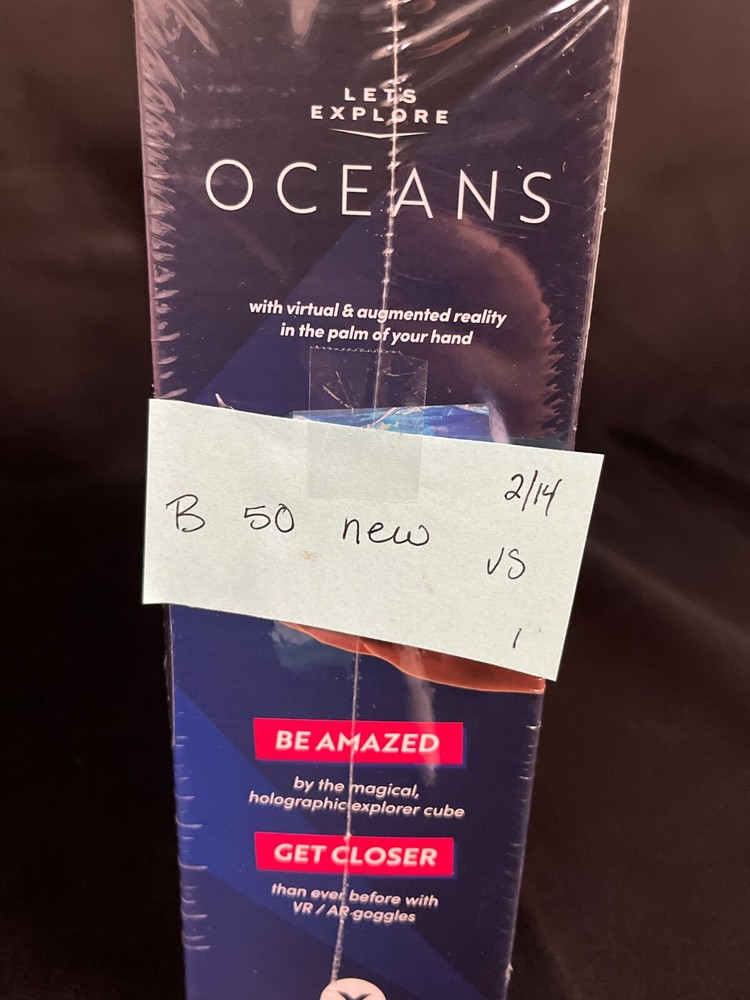 LET'S
EXPLORE
OCEANS
with virtual & augmented reality
in the palm of your hand
2/14
B 50 new
VS
1
BE AMAZED
by the magical,
holographic explorer cube
GET CLOSER
than ever before with
VR / AR goggles